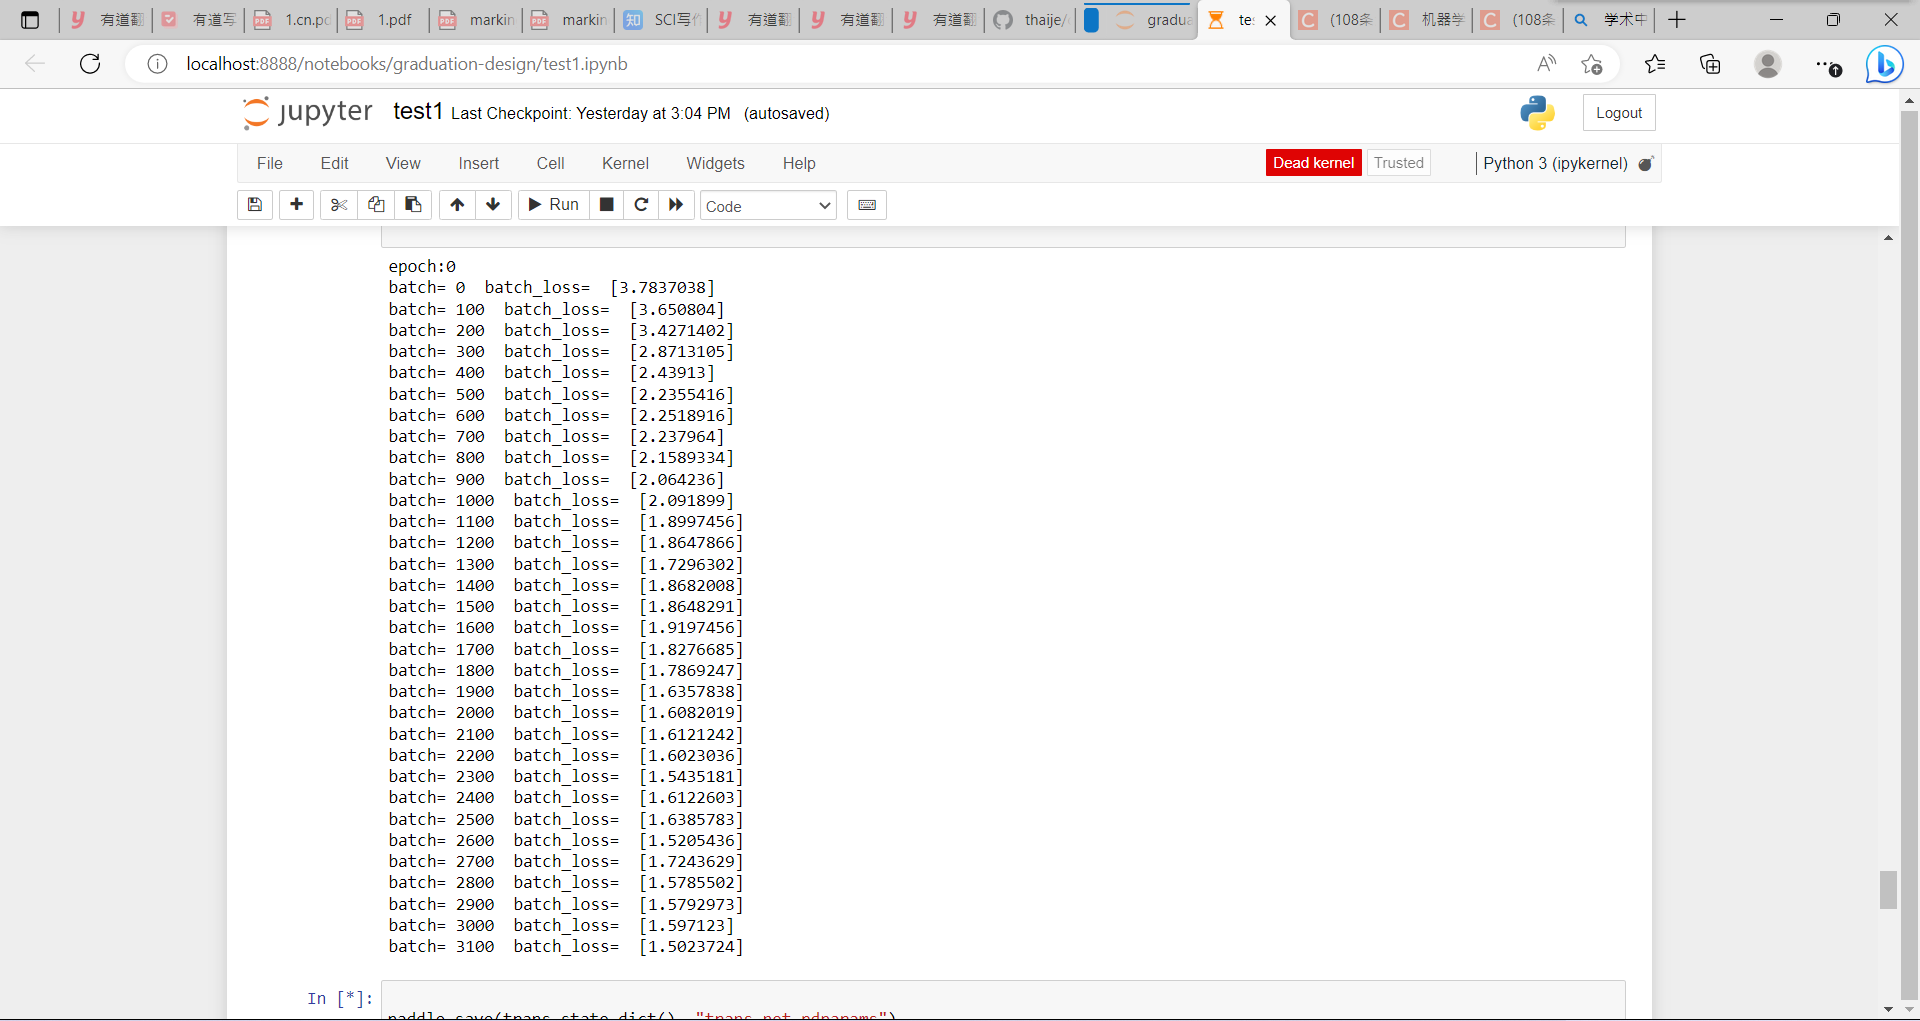 有道翻
有道写
1.cn.pd
1.pdf
markin
markin
SCI写作
有道翻
有道翻
有道翻
thaije/
gradua
tes
(108条
机器学
(108条
学术中
localhost:8888/notebooks/graduation-design/test1.ipynb
jupyter test1 Last Checkpoint: Yesterday at 3:04 PM (autosaved)
Logout
File Edit View Insert Cell Kernel Widgets Help
Dead kernel Trusted Python 3 (ipykernel)
Run Code
epoch:0
batch= 0 batch_loss= [3.7837038]
batch= 100 batch_loss= [3.650804]
batch= 200 batch_loss= [3.4271402]
batch= 300 batch_loss= [2.8713105]
batch= 400 batch_loss= [2.43913]
batch= 500 batch_loss= [2.2355416]
batch= 600 batch_loss= [2.2518916]
batch= 700 batch_loss= [2.237964]
batch= 800 batch_loss= [2.1589334]
batch= 900 batch_loss= [2.064236]
batch= 1000 batch_loss= [2.091899]
batch= 1100 batch_loss= [1.8997456]
batch= 1200 batch_loss= [1.8647866]
batch= 1300 batch_loss= [1.7296302]
batch= 1400 batch_loss= [1.8682008]
batch= 1500 batch_loss= [1.8648291]
batch= 1600 batch_loss= [1.9197456]
batch= 1700 batch_loss= [1.8276685]
batch= 1800 batch_loss= [1.7869247]
batch= 1900 batch_loss= [1.6357838]
batch= 2000 batch_loss= [1.6082019]
batch= 2100 batch_loss= [1.6121242]
batch= 2200 batch_loss= [1.6023036]
batch= 2300 batch_loss= [1.5435181]
batch= 2400 batch_loss= [1.6122603]
batch= 2500 batch_loss= [1.6385783]
batch= 2600 batch_loss= [1.5205436]
batch= 2700 batch_loss= [1.7243629]
batch= 2800 batch_loss= [1.5785502]
batch= 2900 batch_loss= [1.5792973]
batch= 3000 batch_loss= [1.597123]
batch= 3100 batch_loss= [1.5023724]
In [*]:
paddle.save(trans.state_dict(), "trans_net.pdparams")